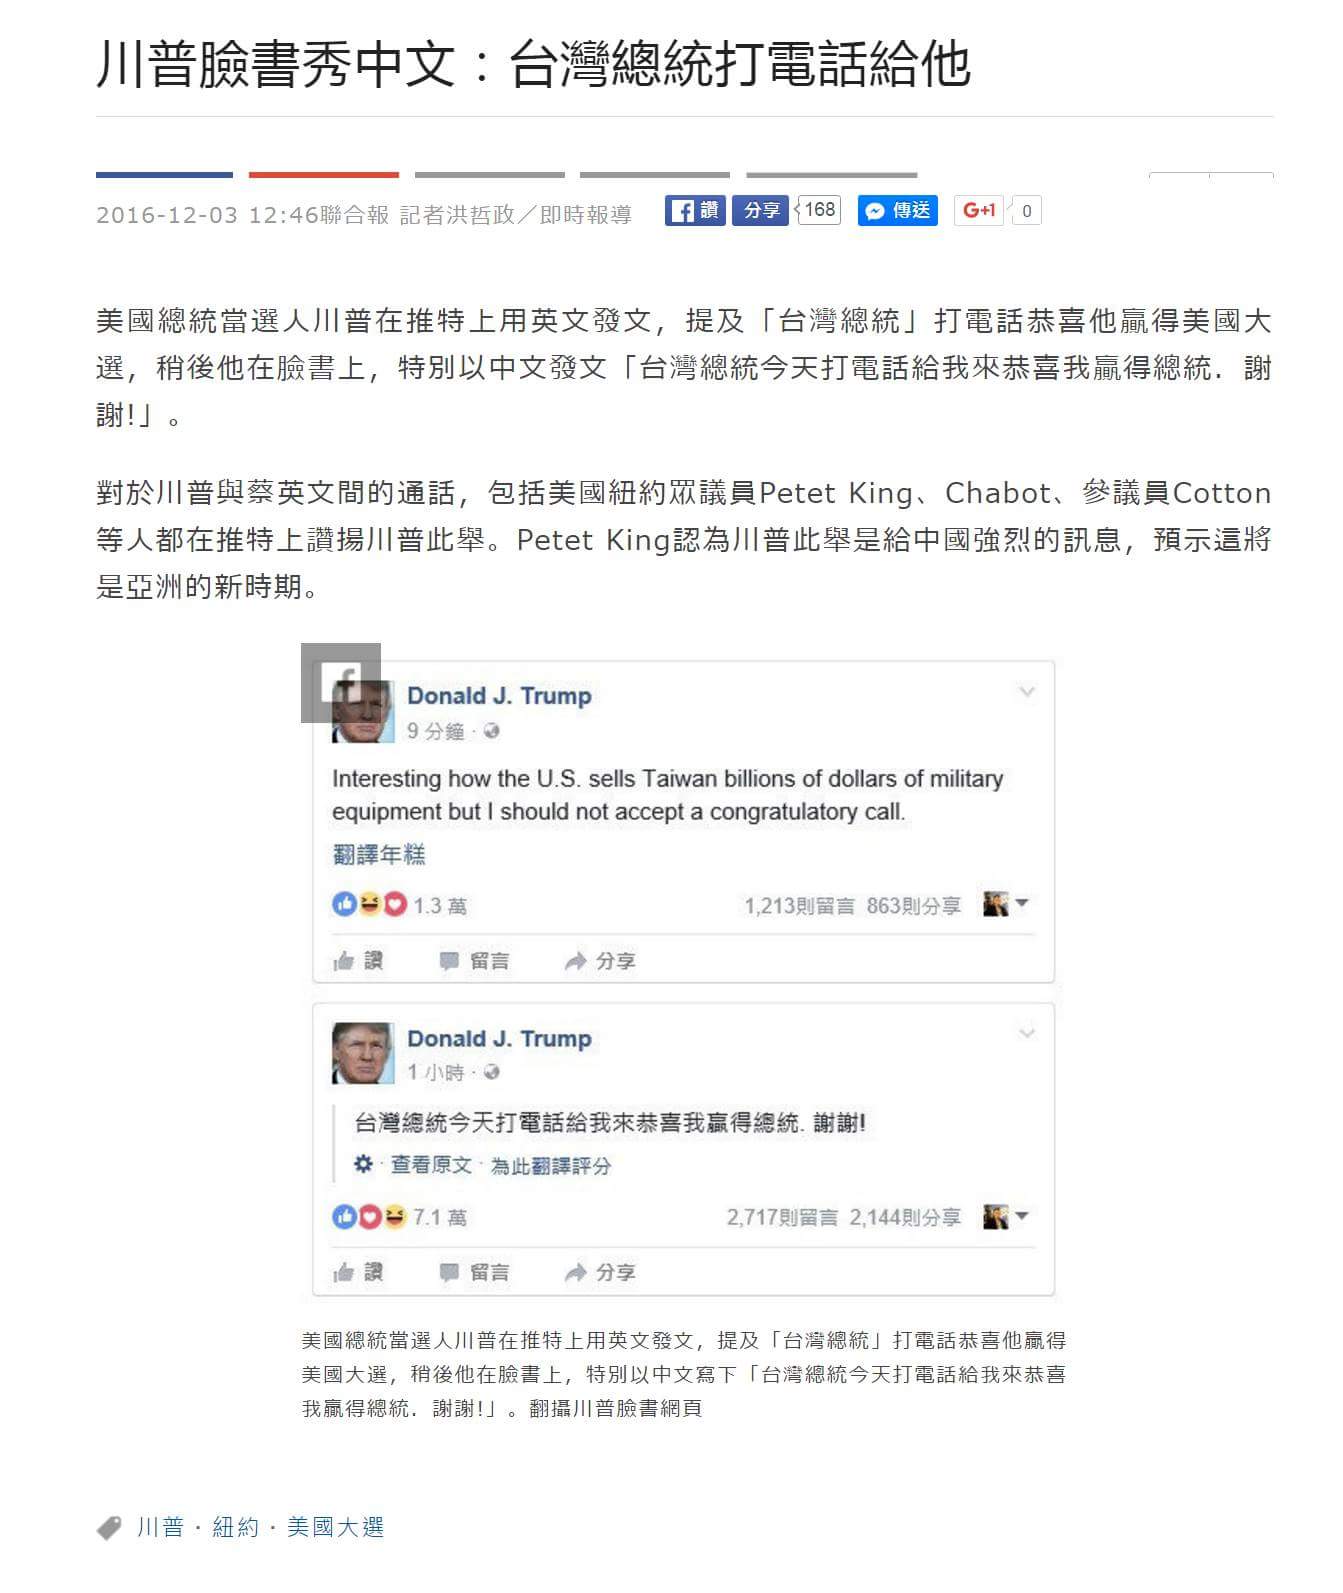 川普臉書秀中文：台灣總統打電話給他
2016-12-03 12:46聯合報 記者洪哲政╱即時報導
讚 分享 168 傳送 G+1 0
美國總統當選人川普在推特上用英文發文，提及「台灣總統」打電話恭喜他贏得美國大
選，稍後他在臉書上，特別以中文發文「台灣總統今天打電話給我來恭喜我贏得總統．謝
謝!」。
對於川普與蔡英文間的通話，包括美國紐約眾議員Petet King、Chabot、參議員Cotton
等人都在推特上讚揚川普此舉。Petet King認為川普此舉是給中國強烈的訊息，預示這將
是亞洲的新時期。
Donald J. Trump
9 分鐘 ·
Interesting how the U.S. sells Taiwan billions of dollars of military
equipment but I should not accept a congratulatory call.
翻譯年糕
1.3 萬 1,213則留言 863則分享
讚 留言 分享
Donald J. Trump
1 小時 ·
台灣總統今天打電話給我來恭喜我贏得總統. 謝謝!
· 查看原文 · 為此翻譯評分
7.1 萬 2,717則留言 2,144則分享
讚 留言 分享
美國總統當選人川普在推特上用英文發文，提及「台灣總統」打電話恭喜他贏得
美國大選，稍後他在臉書上，特別以中文寫下「台灣總統今天打電話給我來恭喜
我贏得總統．謝謝!」。翻攝川普臉書網頁
川普 · 紐約 · 美國大選